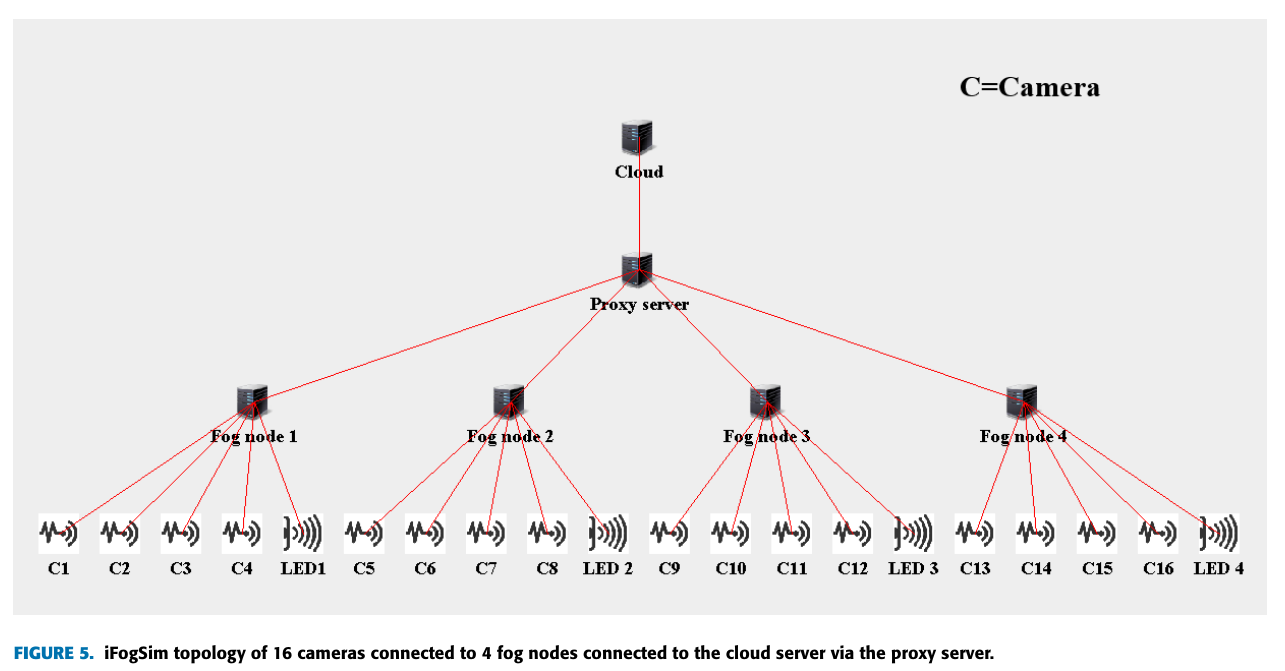 C=Camera
Cloud
Proxy server
Fog node 1 Fog node 2 Fog node 3 Fog node 4
C1 C2 C3 C4 LED1 C5 C6 C7 C8 LED 2 C9 C10 C11 C12 LED 3 C13 C14 C15 C16 LED 4
FIGURE 5. iFogSim topology of 16 cameras connected to 4 fog nodes connected to the cloud server via the proxy server.